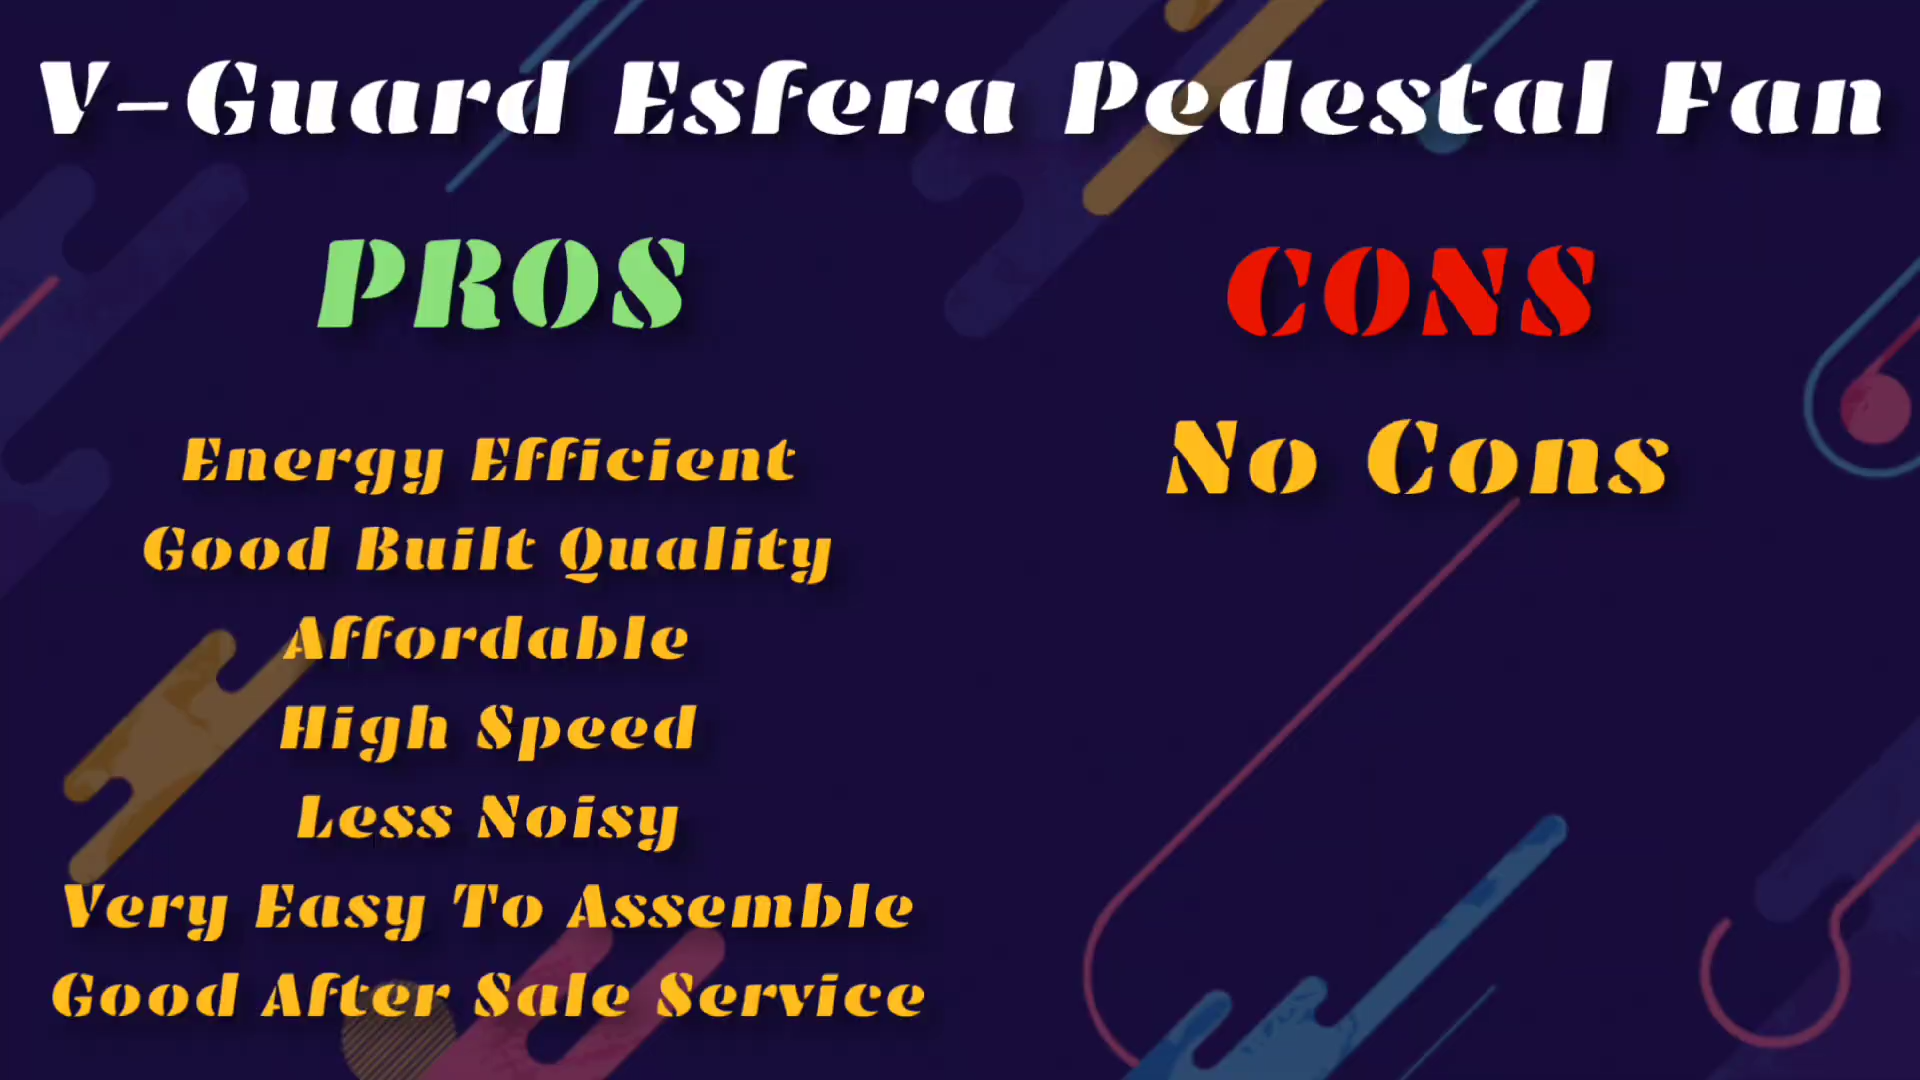 V-Guard Esfera Pedestal Fan
PROS
Energy Efficient
Good Built Quality
Affordable
High Speed
Less Noisy
Very Easy To Assemble
Good After Sale Service
CONS
No Cons